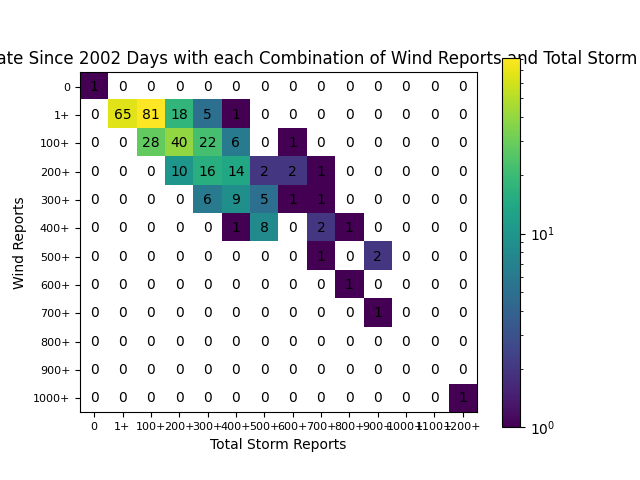 ate Since 2002 Days with each Combination of Wind Reports and Total Storm
0 1 0 0 0 0 0 0 0 0 0 0 0 0 0
1+ 0 65 81 18 5 1 0 0 0 0 0 0 0 0
100+ 0 0 28 40 22 6 0 1 0 0 0 0 0 0
200+ 0 0 0 10 16 14 2 2 1 0 0 0 0 0
300+ 0 0 0 0 6 9 5 1 1 0 0 0 0 0
400+ 0 0 0 0 0 1 8 0 2 1 0 0 0 0
500+ 0 0 0 0 0 0 0 0 1 0 2 0 0 0
600+ 0 0 0 0 0 0 0 0 0 1 0 0 0 0
700+ 0 0 0 0 0 0 0 0 0 0 1 0 0 0
800+ 0 0 0 0 0 0 0 0 0 0 0 0 0 0
900+ 0 0 0 0 0 0 0 0 0 0 0 0 0 0
1000+ 0 0 0 0 0 0 0 0 0 0 0 0 0 1
0 1+ 100+ 200+ 300+ 400+ 500+ 600+ 700+ 800+ 900+ 1000+ 1100+ 1200+
Total Storm Reports
Wind Reports
10¹
10⁰